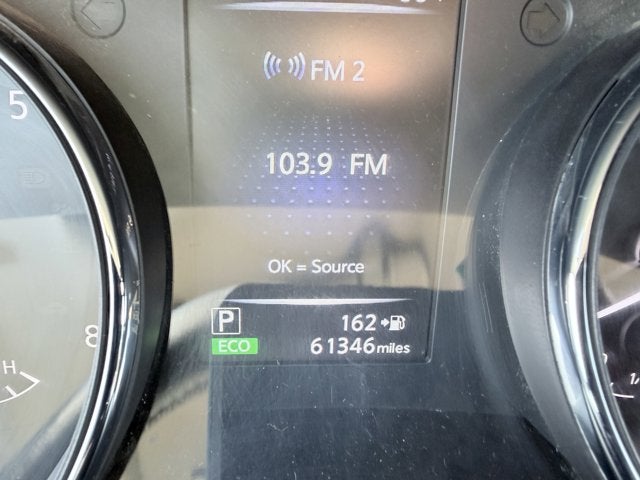 FM 2
5
103.9 FM
OK = Source
P 162
8
ECO 61346 miles
H